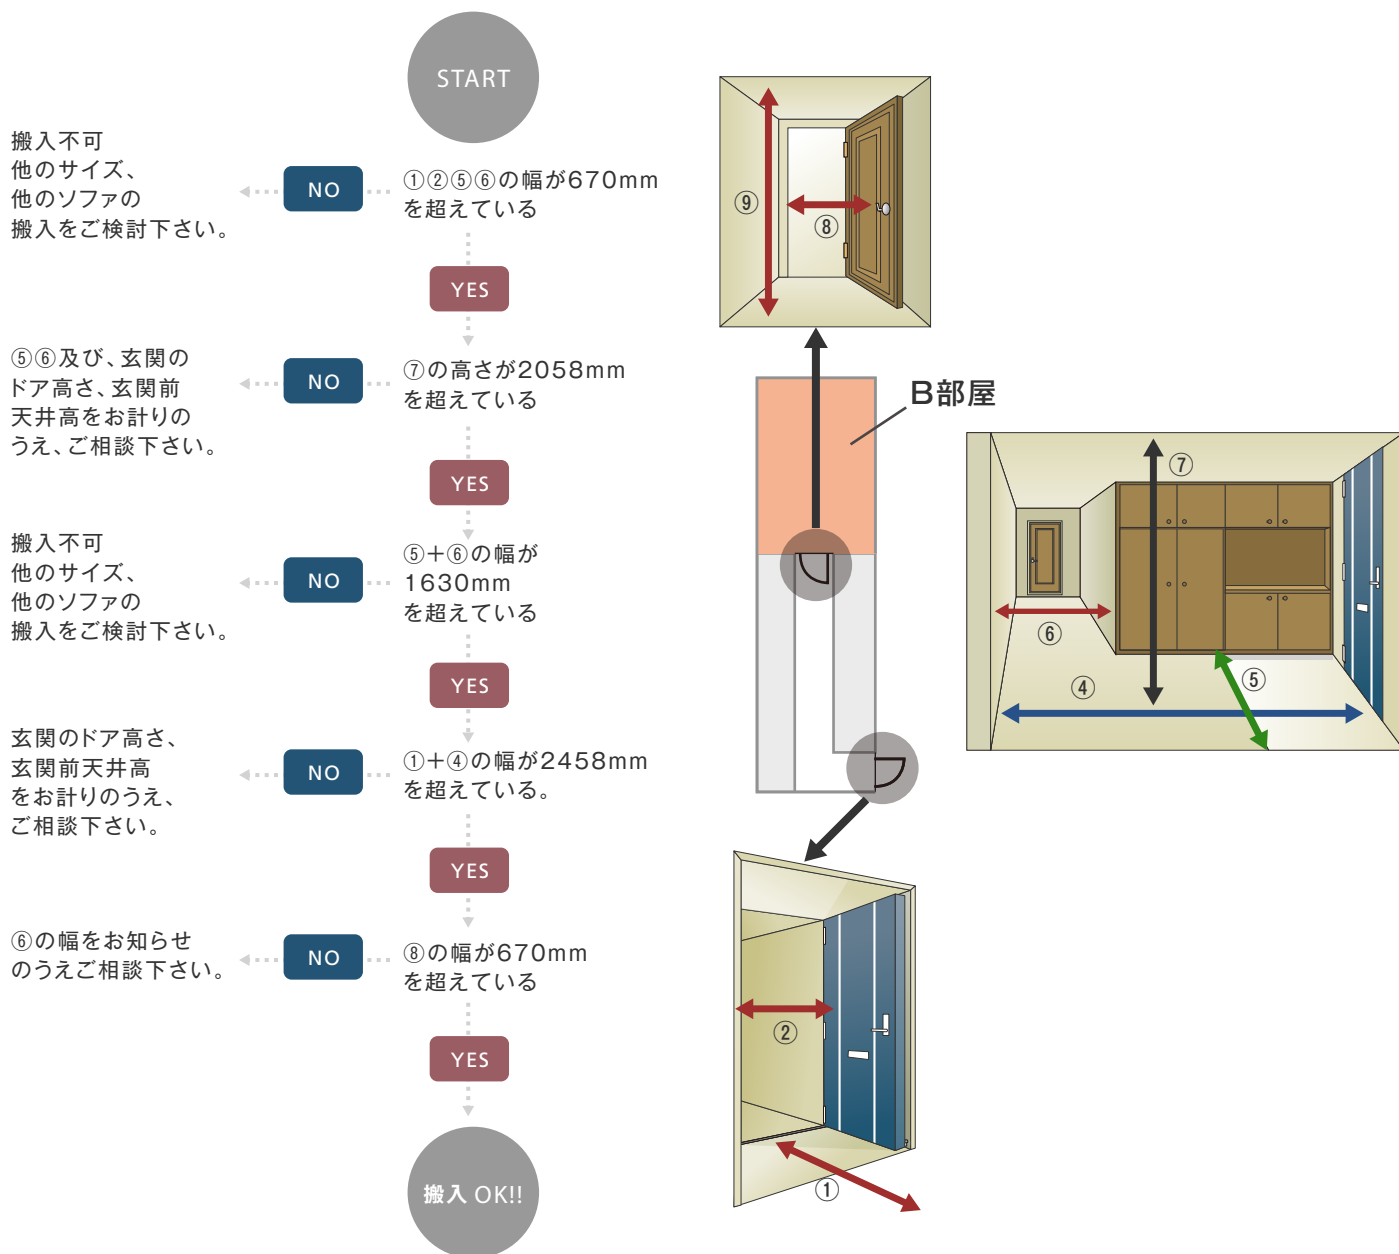 START
①②⑤⑥の幅が670mm
を超えている
NO
搬入不可
他のサイズ、
他のソファの
搬入をご検討下さい。
YES
⑦の高さが2058mm
を超えている
NO
⑤⑥及び、玄関の
ドア高さ、玄関前
天井高をお計りの
うえ、ご相談下さい。
YES
⑤+⑥の幅が
1630mm
を超えている
NO
搬入不可
他のサイズ、
他のソファの
搬入をご検討下さい。
YES
①+④の幅が2458mm
を超えている。
NO
玄関のドア高さ、
玄関前天井高
をお計りのうえ、
ご相談下さい。
YES
⑧の幅が670mm
を超えている
NO
⑥の幅をお知らせ
のうえご相談下さい。
YES
搬入 OK!!
⑨
⑧
B部屋
⑦
⑥
④
⑤
②
①